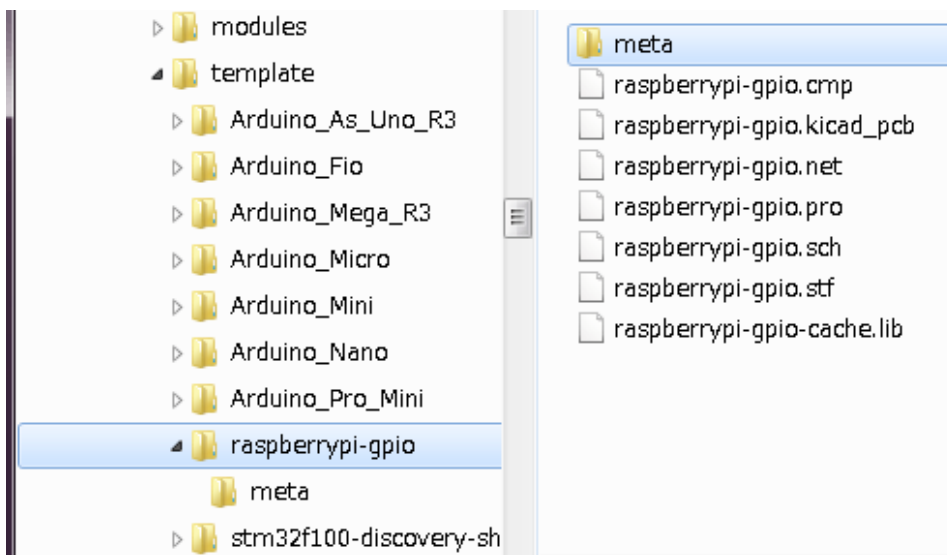 modules
template
Arduino_As_Uno_R3
Arduino_Fio
Arduino_Mega_R3
Arduino_Micro
Arduino_Mini
Arduino_Nano
Arduino_Pro_Mini
raspberrypi-gpio
meta
stm32f100-discovery-sh
meta
raspberrypi-gpio.cmp
raspberrypi-gpio.kicad_pcb
raspberrypi-gpio.net
raspberrypi-gpio.pro
raspberrypi-gpio.sch
raspberrypi-gpio.stf
raspberrypi-gpio-cache.lib